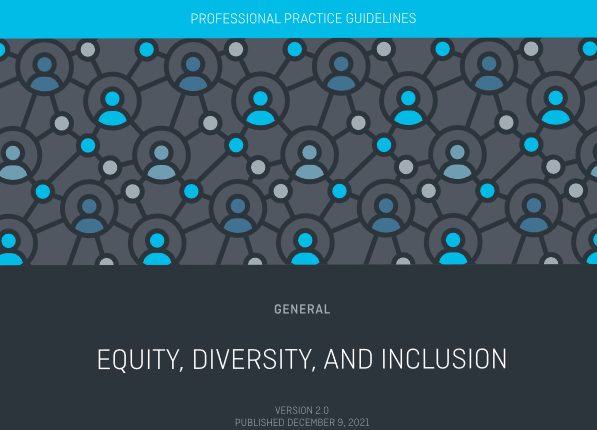 PROFESSIONAL PRACTICE GUIDELINES
GENERAL
EQUITY, DIVERSITY, AND INCLUSION
VERSION 2.0
PUBLISHED DECEMBER 9, 2021